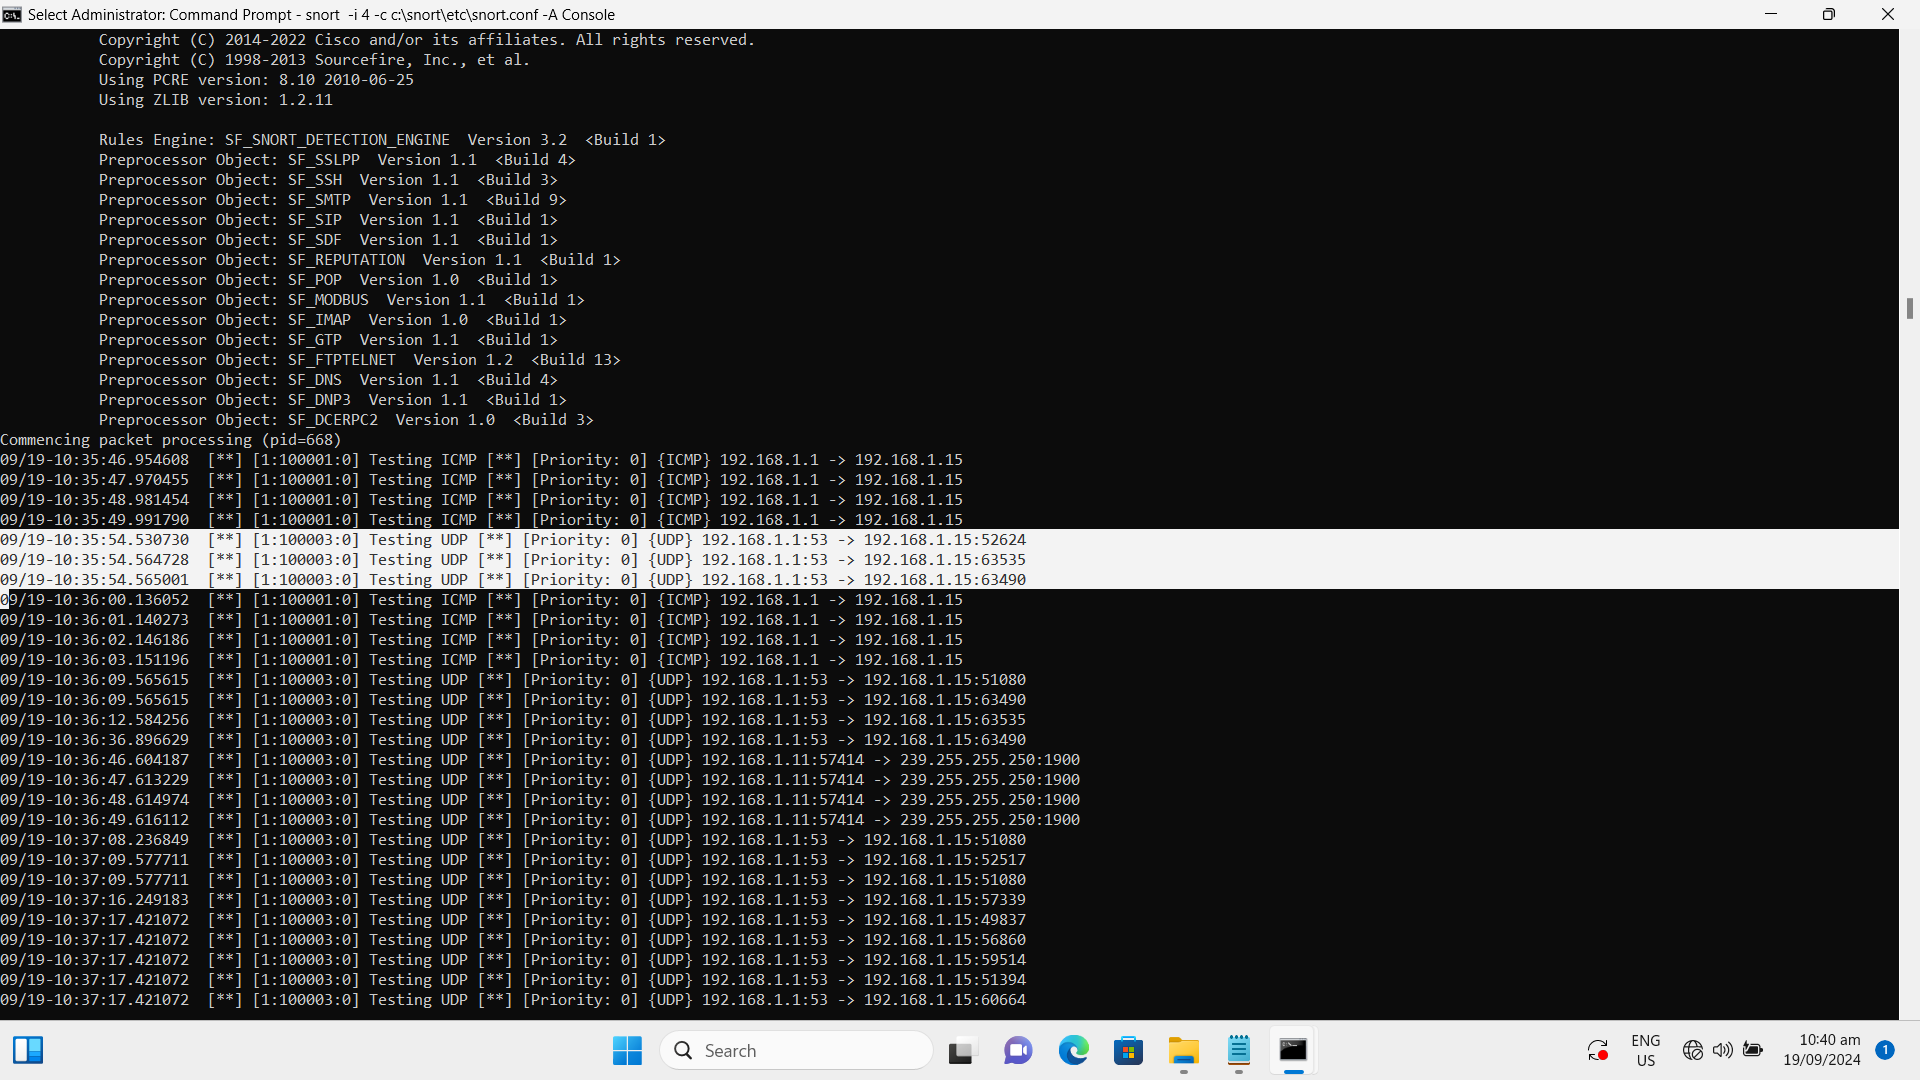 Select Administrator: Command Prompt - snort  -i 4 -c c:\snort\etc\snort.conf -A Console
Copyright (C) 2014-2022 Cisco and/or its affiliates. All rights reserved.
Copyright (C) 1998-2013 Sourcefire, Inc., et al.
Using PCRE version: 8.10 2010-06-25
Using ZLIB version: 1.2.11
Rules Engine: SF_SNORT_DETECTION_ENGINE  Version 3.2  <Build 1>
Preprocessor Object: SF_SSLPP  Version 1.1  <Build 4>
Preprocessor Object: SF_SSH  Version 1.1  <Build 3>
Preprocessor Object: SF_SMTP  Version 1.1  <Build 9>
Preprocessor Object: SF_SIP  Version 1.1  <Build 1>
Preprocessor Object: SF_SDF  Version 1.1  <Build 1>
Preprocessor Object: SF_REPUTATION  Version 1.1  <Build 1>
Preprocessor Object: SF_POP  Version 1.0  <Build 1>
Preprocessor Object: SF_MODBUS  Version 1.1  <Build 1>
Preprocessor Object: SF_IMAP  Version 1.0  <Build 1>
Preprocessor Object: SF_GTP  Version 1.1  <Build 1>
Preprocessor Object: SF_FTPTELNET  Version 1.2  <Build 13>
Preprocessor Object: SF_DNS  Version 1.1  <Build 4>
Preprocessor Object: SF_DNP3  Version 1.1  <Build 1>
Preprocessor Object: SF_DCERPC2  Version 1.0  <Build 3>
Commencing packet processing (pid=668)
09/19-10:35:46.954608  [**] [1:100001:0] Testing ICMP [**] [Priority: 0] {ICMP} 192.168.1.1 -> 192.168.1.15
09/19-10:35:47.970455  [**] [1:100001:0] Testing ICMP [**] [Priority: 0] {ICMP} 192.168.1.1 -> 192.168.1.15
09/19-10:35:48.981454  [**] [1:100001:0] Testing ICMP [**] [Priority: 0] {ICMP} 192.168.1.1 -> 192.168.1.15
09/19-10:35:49.991790  [**] [1:100001:0] Testing ICMP [**] [Priority: 0] {ICMP} 192.168.1.1 -> 192.168.1.15
09/19-10:35:54.530730  [**] [1:100003:0] Testing UDP [**] [Priority: 0] {UDP} 192.168.1.1:53 -> 192.168.1.15:52624
09/19-10:35:54.564728  [**] [1:100003:0] Testing UDP [**] [Priority: 0] {UDP} 192.168.1.1:53 -> 192.168.1.15:63535
09/19-10:35:54.565001  [**] [1:100003:0] Testing UDP [**] [Priority: 0] {UDP} 192.168.1.1:53 -> 192.168.1.15:63490
09/19-10:36:00.136052  [**] [1:100001:0] Testing ICMP [**] [Priority: 0] {ICMP} 192.168.1.1 -> 192.168.1.15
09/19-10:36:01.140273  [**] [1:100001:0] Testing ICMP [**] [Priority: 0] {ICMP} 192.168.1.1 -> 192.168.1.15
09/19-10:36:02.146186  [**] [1:100001:0] Testing ICMP [**] [Priority: 0] {ICMP} 192.168.1.1 -> 192.168.1.15
09/19-10:36:03.151196  [**] [1:100001:0] Testing ICMP [**] [Priority: 0] {ICMP} 192.168.1.1 -> 192.168.1.15
09/19-10:36:09.565615  [**] [1:100003:0] Testing UDP [**] [Priority: 0] {UDP} 192.168.1.1:53 -> 192.168.1.15:51080
09/19-10:36:09.565615  [**] [1:100003:0] Testing UDP [**] [Priority: 0] {UDP} 192.168.1.1:53 -> 192.168.1.15:63490
09/19-10:36:12.584256  [**] [1:100003:0] Testing UDP [**] [Priority: 0] {UDP} 192.168.1.1:53 -> 192.168.1.15:63535
09/19-10:36:36.896629  [**] [1:100003:0] Testing UDP [**] [Priority: 0] {UDP} 192.168.1.1:53 -> 192.168.1.15:63490
09/19-10:36:46.604187  [**] [1:100003:0] Testing UDP [**] [Priority: 0] {UDP} 192.168.1.11:57414 -> 239.255.255.250:1900
09/19-10:36:47.613229  [**] [1:100003:0] Testing UDP [**] [Priority: 0] {UDP} 192.168.1.11:57414 -> 239.255.255.250:1900
09/19-10:36:48.614974  [**] [1:100003:0] Testing UDP [**] [Priority: 0] {UDP} 192.168.1.11:57414 -> 239.255.255.250:1900
09/19-10:36:49.616112  [**] [1:100003:0] Testing UDP [**] [Priority: 0] {UDP} 192.168.1.11:57414 -> 239.255.255.250:1900
09/19-10:37:08.236849  [**] [1:100003:0] Testing UDP [**] [Priority: 0] {UDP} 192.168.1.1:53 -> 192.168.1.15:51080
09/19-10:37:09.577711  [**] [1:100003:0] Testing UDP [**] [Priority: 0] {UDP} 192.168.1.1:53 -> 192.168.1.15:52517
09/19-10:37:09.577711  [**] [1:100003:0] Testing UDP [**] [Priority: 0] {UDP} 192.168.1.1:53 -> 192.168.1.15:51080
09/19-10:37:16.249183  [**] [1:100003:0] Testing UDP [**] [Priority: 0] {UDP} 192.168.1.1:53 -> 192.168.1.15:57339
09/19-10:37:17.421072  [**] [1:100003:0] Testing UDP [**] [Priority: 0] {UDP} 192.168.1.1:53 -> 192.168.1.15:49837
09/19-10:37:17.421072  [**] [1:100003:0] Testing UDP [**] [Priority: 0] {UDP} 192.168.1.1:53 -> 192.168.1.15:56860
09/19-10:37:17.421072  [**] [1:100003:0] Testing UDP [**] [Priority: 0] {UDP} 192.168.1.1:53 -> 192.168.1.15:59514
09/19-10:37:17.421072  [**] [1:100003:0] Testing UDP [**] [Priority: 0] {UDP} 192.168.1.1:53 -> 192.168.1.15:51394
09/19-10:37:17.421072  [**] [1:100003:0] Testing UDP [**] [Priority: 0] {UDP} 192.168.1.1:53 -> 192.168.1.15:60664
Search
ENG
US
10:40 am
19/09/2024
1